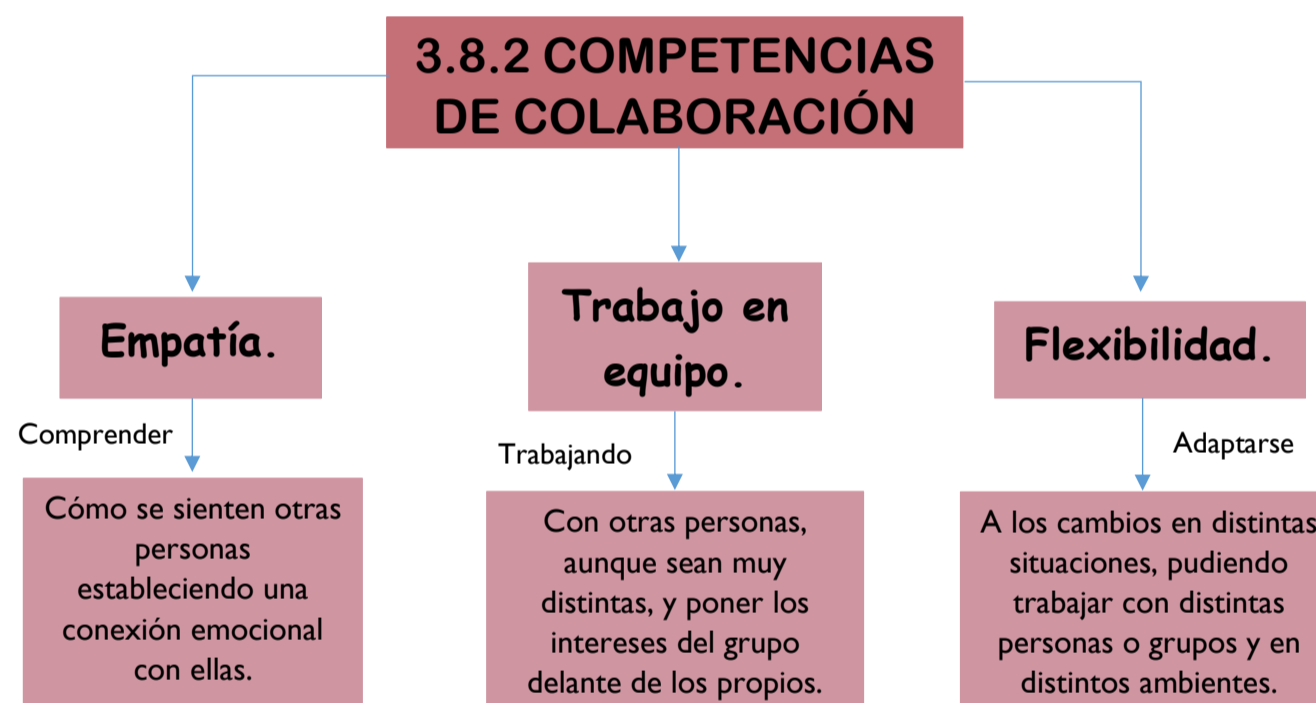 3.8.2 COMPETENCIAS
DE COLABORACIÓN
Empatía.
Comprender
Cómo se sienten otras
personas
estableciendo una
conexión emocional
con ellas.
Trabajo en
equipo.
Trabajando
Con otras personas,
aunque sean muy
distintas, y poner los
intereses del grupo
delante de los propios.
Flexibilidad.
Adaptarse
A los cambios en distintas
situaciones, pudiendo
trabajar con distintas
personas o grupos y en
distintos ambientes.